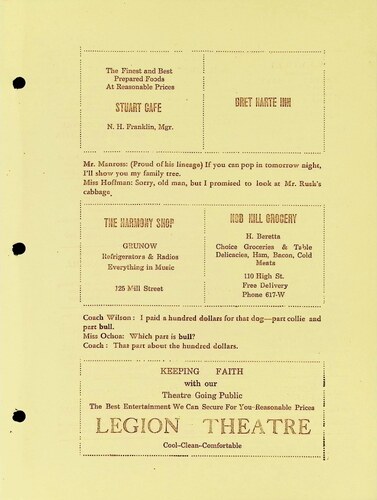 The Finest and Best
Prepared Foods
At Reasonable Prices
STUART CAFE
N. H. Franklin, Mgr.
BRET HARTE INN
Mr. Manross: (Proud of his lineage) If you can pop in tomorrow night,
I'll show you my family tree.
Miss Hoffman: Sorry, old man, but I promised to look at Mr. Rusk's
cabbage.
THE HARMONY SHOP
GRUNOW
Refrigerators & Radios
Everything in Music
125 Mill Street
NOB HILL GROCERY
H. Beretta
Choice Groceries & Table
Delicacies, Ham, Bacon, Cold
Meats
110 High St.
Free Delivery
Phone 617-W
Coach Wilson: I paid a hundred dollars for that dog—part collie and
part bull.
Miss Ochoa: Which part is bull?
Coach: That part about the hundred dollars.
KEEPING FAITH
with our
Theatre Going Public
The Best Entertainment We Can Secure For You-Reasonable Prices
LEGION THEATRE
Cool-Clean-Comfortable